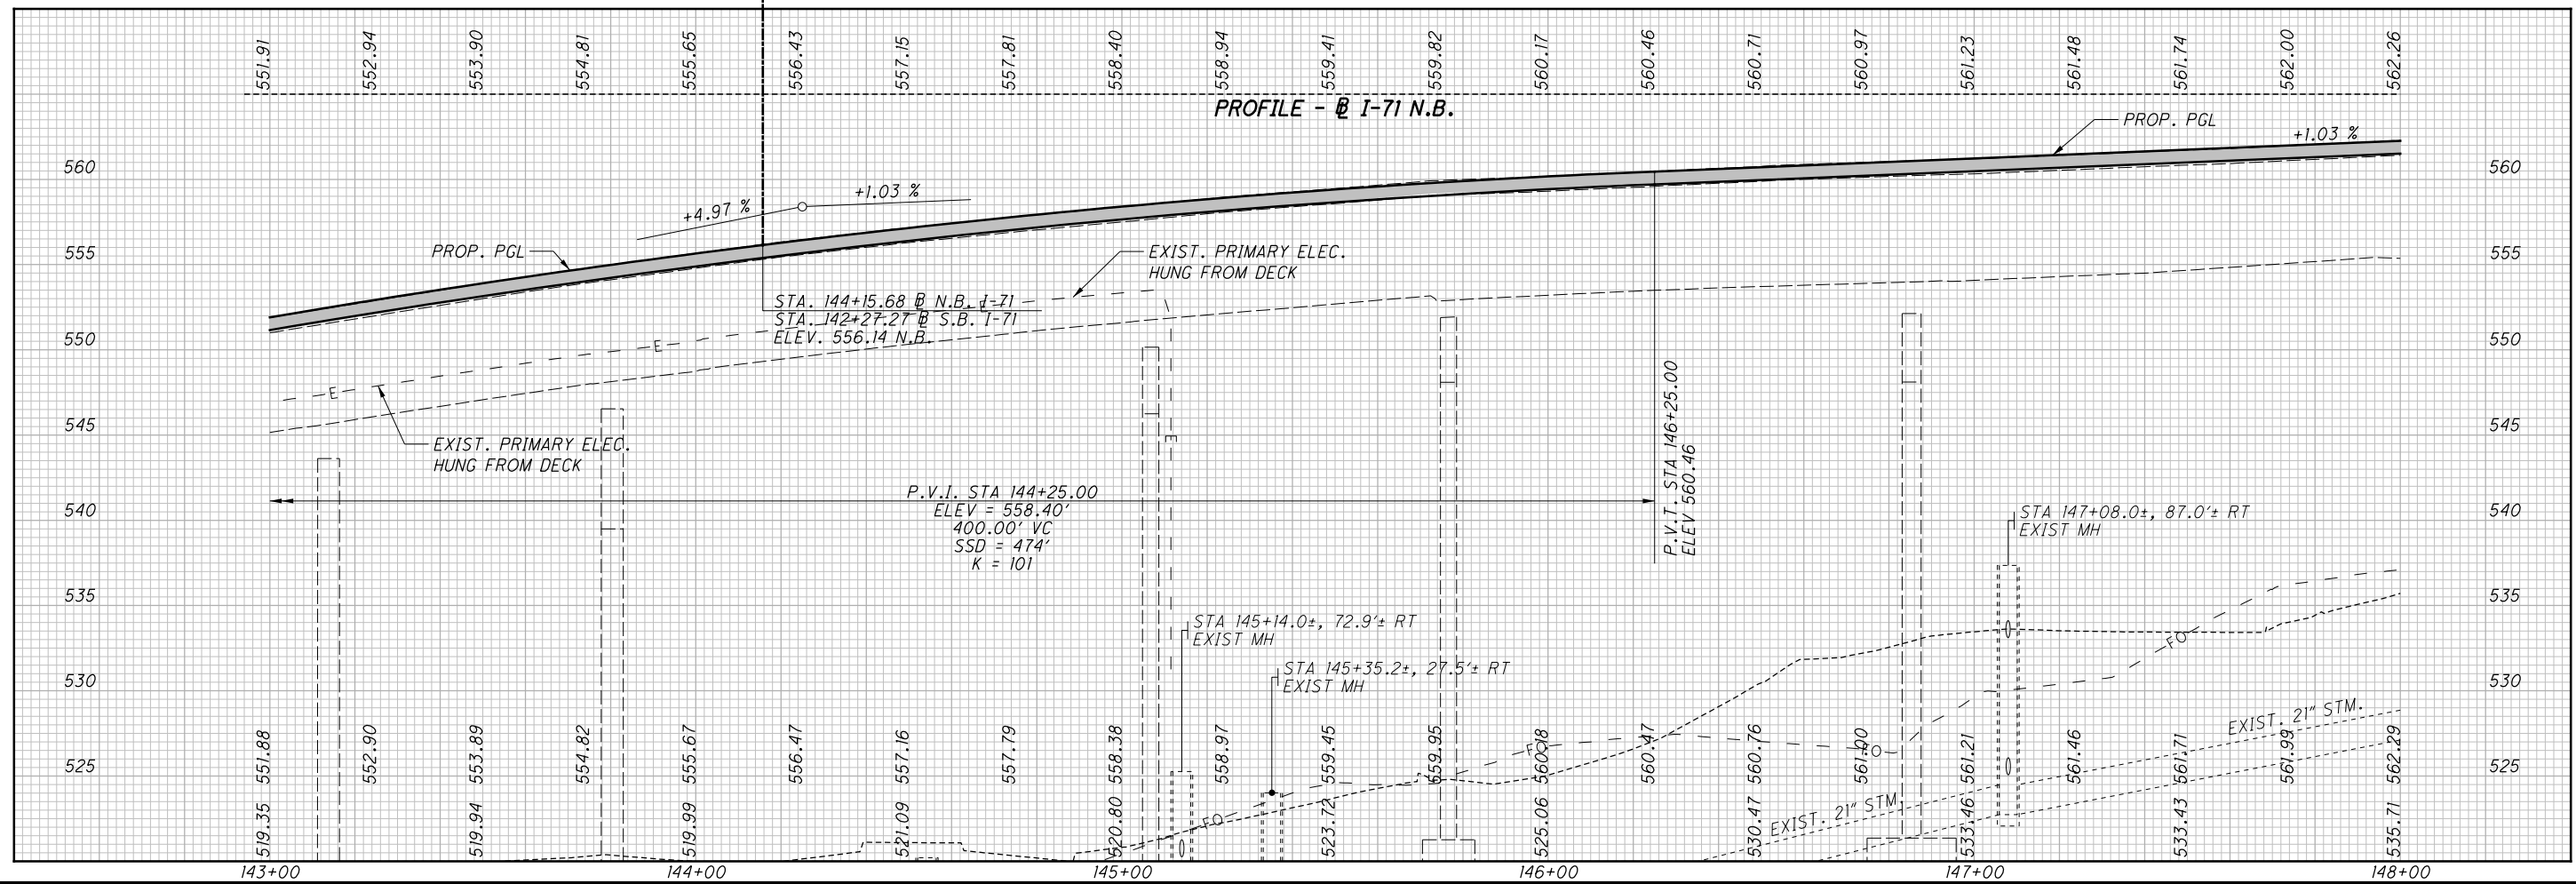 551.91 552.94 553.90 554.81 555.65 556.43 557.15 557.81 558.40 558.94 559.41 559.82 560.17 560.46 560.71 560.97 561.23 561.48 561.74 562.00 562.26
PROFILE - ℄ I-71 N.B.
PROP. PGL
+1.03 %
560 560
+4.97 % +1.03 %
PROP. PGL
EXIST. PRIMARY ELEC.
HUNG FROM DECK
555 555
STA. 144+15.68 ℄ N.B. I-71
STA. 142+27.27 ℄ S.B. I-71
ELEV. 556.14 N.B.
E
E
E
550 550
545 545
E
EXIST. PRIMARY ELEC.
HUNG FROM DECK
P.V.T. STA 146+25.00
ELEV 560.46
P.V.I. STA 144+25.00
ELEV = 558.40'
400.00' VC
SSD = 474'
K = 101
540 540
STA 147+08.0±, 87.0'± RT
EXIST MH
535 535
STA 145+14.0±, 72.9'± RT
EXIST MH
STA 145+35.2±, 27.5'± RT
EXIST MH
FO
530 530
EXIST. 21" STM.
FO
FO
525 525
551.88 552.90 553.89 554.82 555.67 556.47 557.16 557.79 558.38 558.97 559.45 559.95 560.18 560.47 560.76 561.00 561.21 561.46 561.71 561.99 562.29
FO
EXIST. 21" STM.
519.35 519.94 519.99 521.09 520.80 523.72 525.06 530.47 533.46 533.43 535.71
143+00 144+00 145+00 146+00 147+00 148+00